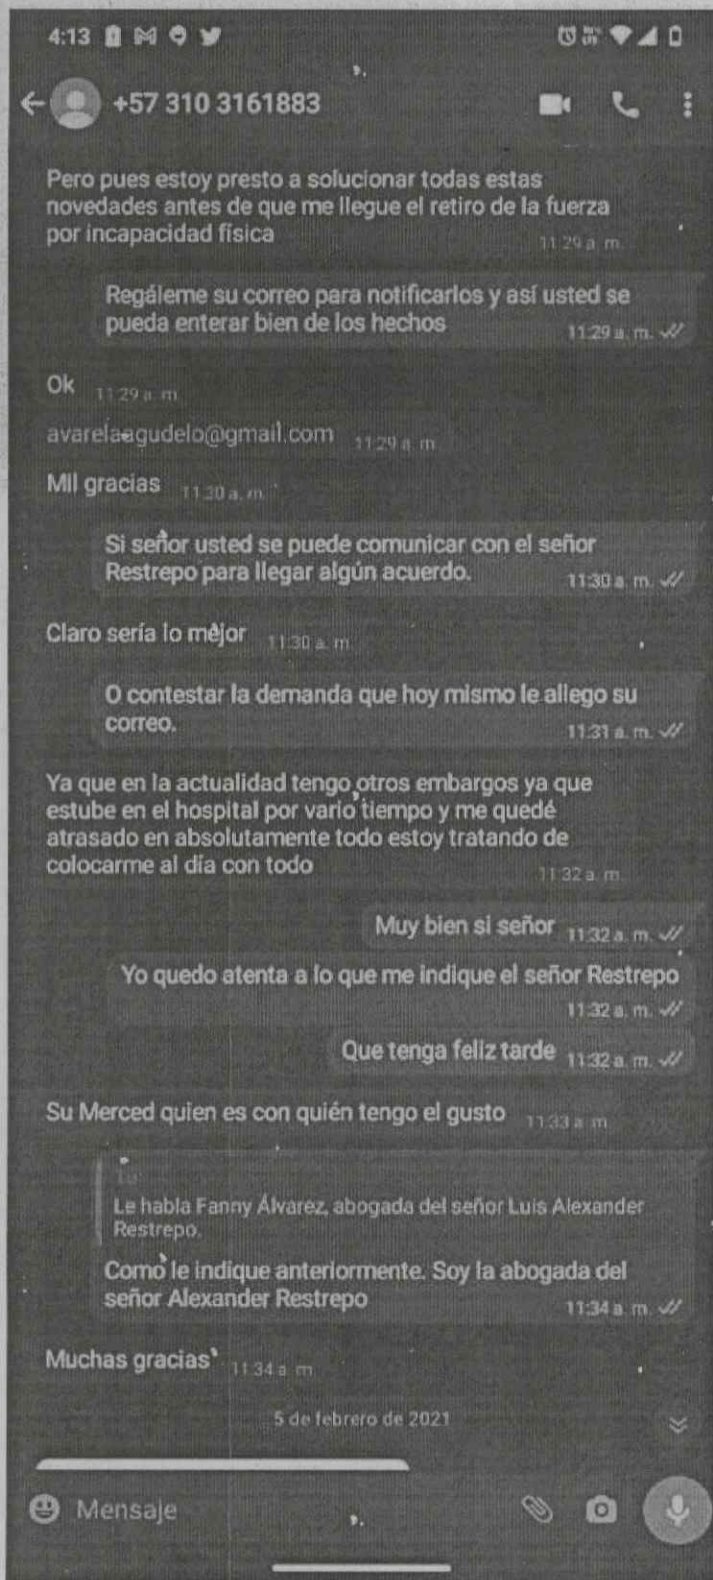 4:13
+57 310 3161883
Pero pues estoy presto a solucionar todas estas
novedades antes de que me llegue el retiro de la fuerza
por incapacidad física
11:29 a. m.
Regáleme su correo para notificarlos y así usted se
pueda enterar bien de los hechos
11:29 a. m.
Ok 11:29 a. m.
avarelaagudelo@gmail.com 11:29 a. m.
Mil gracias 11:30 a. m.
Si señor usted se puede comunicar con el señor
Restrepo para llegar algún acuerdo.
11:30 a. m.
Claro sería lo mejor 11:30 a. m.
O contestar la demanda que hoy mismo le allego su
correo.
11:31 a. m.
Ya que en la actualidad tengo otros embargos ya que
estube en el hospital por vario tiempo y me quedé
atrasado en absolutamente todo estoy tratando de
colocarme al día con todo
11:32 a. m.
Muy bien si señor 11:32 a. m.
Yo quedo atenta a lo que me indique el señor Restrepo
11:32 a. m.
Que tenga feliz tarde 11:32 a. m.
Su Merced quien es con quién tengo el gusto 11:33 a. m.
Tú
Le habla Fanny Álvarez, abogada del señor Luis Alexander
Restrepo.
Como le indique anteriormente. Soy la abogada del
señor Alexander Restrepo
11:34 a. m.
Muchas gracias 11:34 a. m.
5 de febrero de 2021
Mensaje